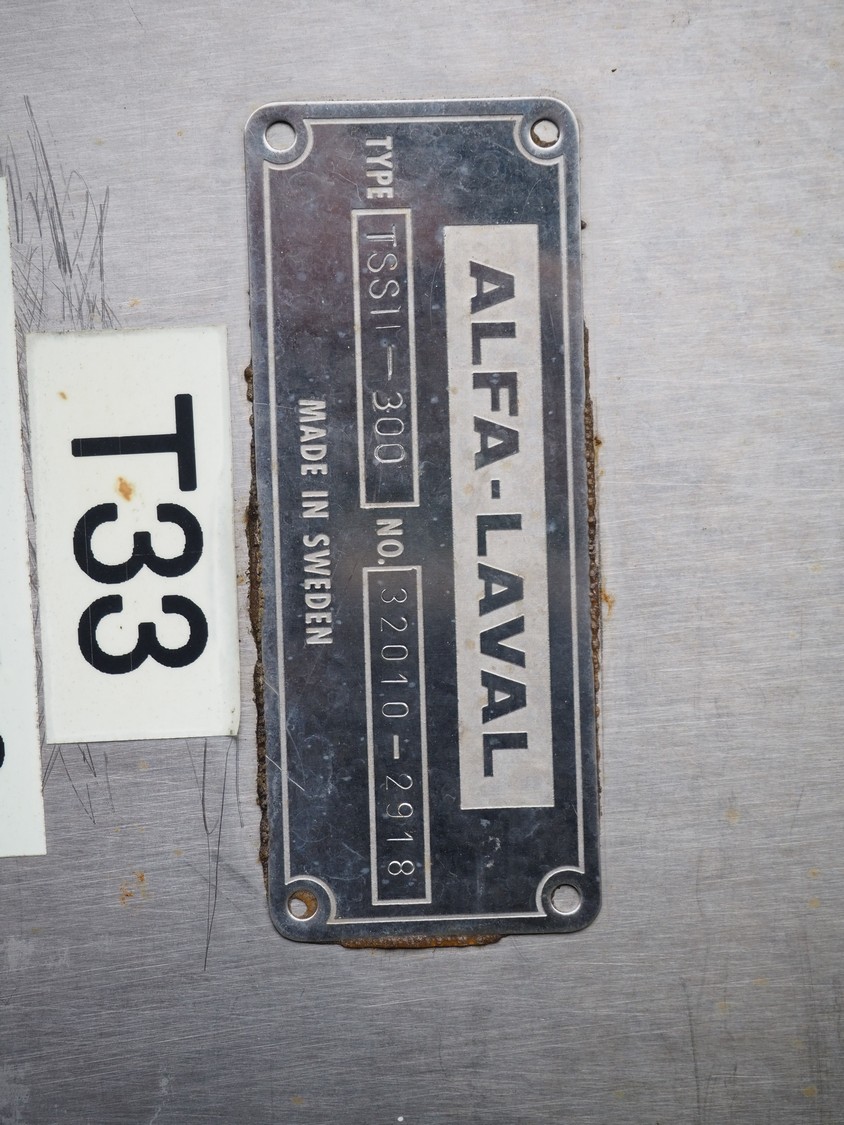 ALFA-LAVAL
TYPE TSS11-300 NO. 32010-2918
MADE IN SWEDEN
T33